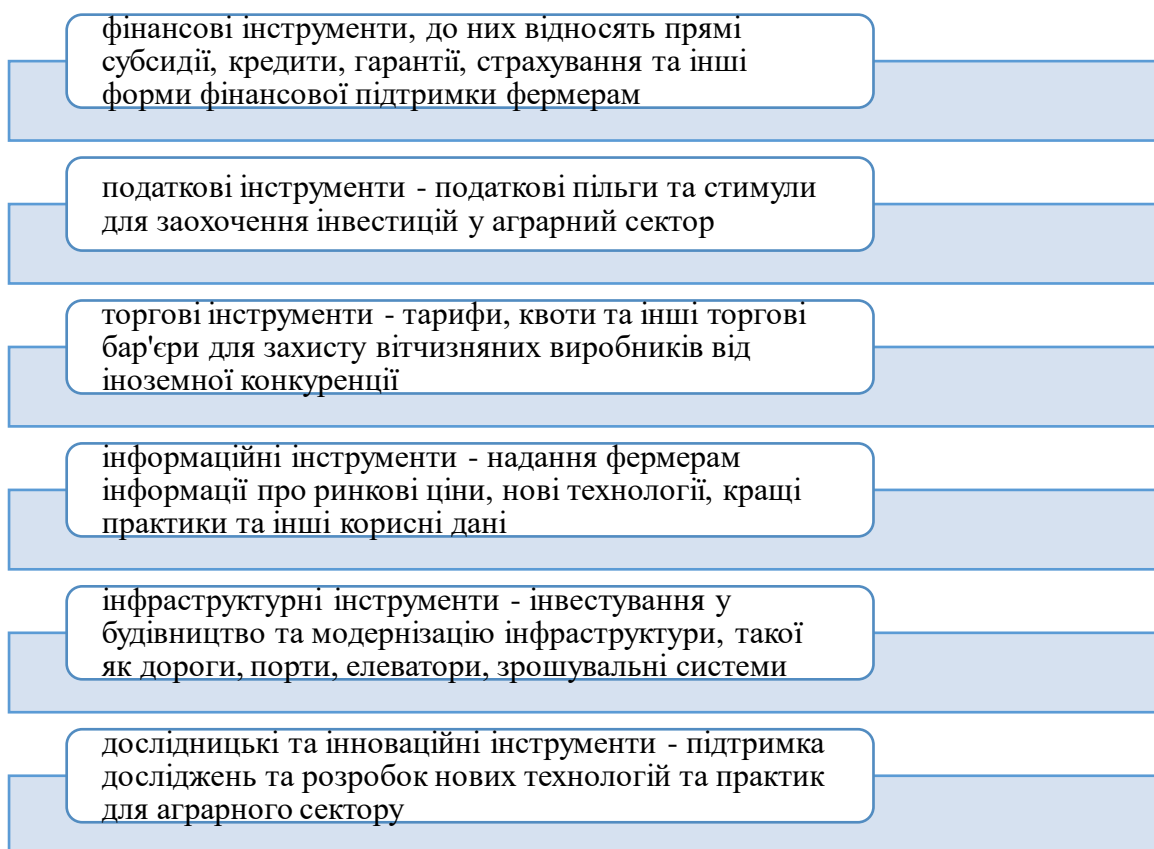 фінансові інструменти, до них відносять прямі
субсидії, кредити, гарантії, страхування та інші
форми фінансової підтримки фермерам
податкові інструменти - податкові пільги та стимули
для заохочення інвестицій у аграрний сектор
торгові інструменти - тарифи, квоти та інші торгові
бар'єри для захисту вітчизняних виробників від
іноземної конкуренції
інформаційні інструменти - надання фермерам
інформації про ринкові ціни, нові технології, кращі
практики та інші корисні дані
інфраструктурні інструменти - інвестування у
будівництво та модернізацію інфраструктури, такої
як дороги, порти, елеватори, зрошувальні системи
дослідницькі та інноваційні інструменти - підтримка
досліджень та розробок нових технологій та практик
для аграрного сектору